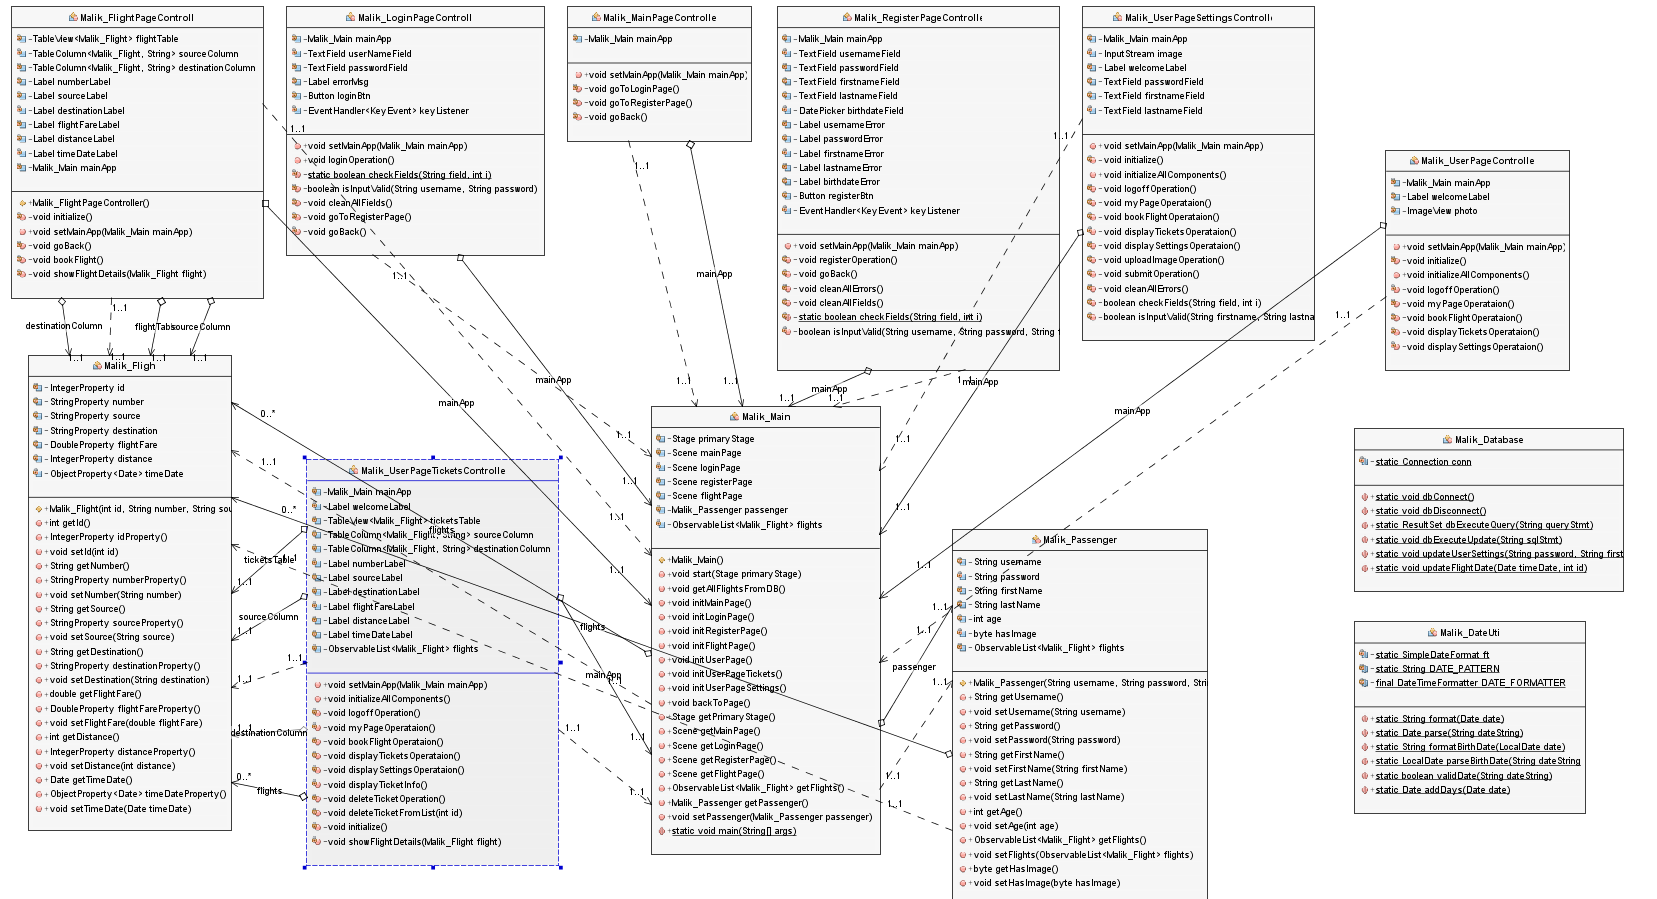 Malik_FlightPageControll
-TableView<Malik_Flight> flightTable
-TableColumn<Malik_Flight, String> sourceColumn
-TableColumn<Malik_Flight, String> destinationColumn
-Label numberLabel
-Label sourceLabel
-Label destinationLabel
-Label flightFareLabel
-Label distanceLabel
-Label timeDateLabel
-Malik_Main mainApp
+Malik_FlightPageController()
-void initialize()
+void setMainApp(Malik_Main mainApp)
-void goBack()
-void bookFlight()
-void showFlightDetails(Malik_Flight flight)
Malik_LoginPageControll
-Malik_Main mainApp
-TextField userNameField
-TextField passwordField
-Label errorMsg
-Button loginBtn
-EventHandler<KeyEvent> keyListener
+void setMainApp(Malik_Main mainApp)
+void loginOperation()
-static boolean checkFields(String field, int i)
-boolean isInputValid(String username, String password)
-void cleanAllFields()
-void goToRegisterPage()
-void goBack()
Malik_MainPageControlle
-Malik_Main mainApp
+void setMainApp(Malik_Main mainApp)
-void goToLoginPage()
-void goToRegisterPage()
-void goBack()
Malik_RegisterPageControlle
-Malik_Main mainApp
-TextField usernameField
-TextField passwordField
-TextField firstnameField
-TextField lastnameField
-DatePicker birthdateField
-Label usernameError
-Label passwordError
-Label firstnameError
-Label lastnameError
-Label birthdateError
-Button registerBtn
-EventHandler<KeyEvent> keyListener
+void setMainApp(Malik_Main mainApp)
-void registerOperation()
-void goBack()
-void cleanAllErrors()
-void cleanAllFields()
-static boolean checkFields(String field, int i)
-boolean isInputValid(String username, String password, String
Malik_UserPageSettingsControll
-Malik_Main mainApp
-InputStream image
-Label welcomeLabel
-TextField passwordField
-TextField firstnameField
-TextField lastnameField
+void setMainApp(Malik_Main mainApp)
-void initialize()
+void initializeAllComponents()
-void logoffOperation()
-void myPageOperataion()
-void bookFlightOperataion()
-void displayTicketsOperataion()
-void displaySettingsOperataion()
-void uploadImageOperation()
-void submitOperation()
-void cleanAllErrors()
-boolean checkFields(String field, int i)
-boolean isInputValid(String firstname, String lastna
Malik_UserPageControlle
-Malik_Main mainApp
-Label welcomeLabel
-ImageView photo
+void setMainApp(Malik_Main mainApp)
-void initialize()
+void initializeAllComponents()
-void logoffOperation()
-void myPageOperataion()
-void bookFlightOperataion()
-void displayTicketsOperataion()
-void displaySettingsOperataion()
Malik_Fligh
-IntegerProperty id
-StringProperty number
-StringProperty source
-StringProperty destination
-DoubleProperty flightFare
-IntegerProperty distance
-ObjectProperty<Date> timeDate
+Malik_Flight(int id, String number, String sou
+int getId()
+IntegerProperty idProperty()
+void setId(int id)
+String getNumber()
+StringProperty numberProperty()
+void setNumber(String number)
+String getSource()
+StringProperty sourceProperty()
+void setSource(String source)
+String getDestination()
+StringProperty destinationProperty()
+void setDestination(String destination)
+double getFlightFare()
+DoubleProperty flightFareProperty()
+void setFlightFare(double flightFare)
+int getDistance()
+IntegerProperty distanceProperty()
+void setDistance(int distance)
+Date getTimeDate()
+ObjectProperty<Date> timeDateProperty()
+void setTimeDate(Date timeDate)
Malik_UserPageTicketsControlle
-Malik_Main mainApp
-Label welcomeLabel
-TableView<Malik_Flight> ticketsTable
-TableColumn<Malik_Flight, String> sourceColumn
-TableColumn<Malik_Flight, String> destinationColumn
-Label numberLabel
-Label sourceLabel
-Label destinationLabel
-Label flightFareLabel
-Label distanceLabel
-Label timeDateLabel
-ObservableList<Malik_Flight> flights
+void setMainApp(Malik_Main mainApp)
+void initializeAllComponents()
-void logoffOperation()
-void myPageOperataion()
-void bookFlightOperataion()
-void displayTicketsOperataion()
-void displaySettingsOperataion()
-void displayTicketInfo()
-void deleteTicketOperation()
-void deleteTicketFromList(int id)
-void initialize()
-void showFlightDetails(Malik_Flight flight)
Malik_Main
-Stage primaryStage
-Scene mainPage
-Scene loginPage
-Scene registerPage
-Scene flightPage
-Malik_Passenger passenger
-ObservableList<Malik_Flight> flights
+Malik_Main()
+void start(Stage primaryStage)
+void getAllFlightsFromDB()
+void initMainPage()
+void initLoginPage()
+void initRegisterPage()
+void initFlightPage()
+void initUserPage()
+void initUserPageTickets()
+void initUserPageSettings()
+void backToPage()
+Stage getPrimaryStage()
+Scene getMainPage()
+Scene getLoginPage()
+Scene getRegisterPage()
+Scene getFlightPage()
+ObservableList<Malik_Flight> getFlights()
+Malik_Passenger getPassenger()
+void setPassenger(Malik_Passenger passenger)
+static void main(String[] args)
Malik_Passenger
-String username
-String password
-String firstName
-String lastName
-int age
-byte hasImage
-ObservableList<Malik_Flight> flights
+Malik_Passenger(String username, String password, Stri
+String getUsername()
+void setUsername(String username)
+String getPassword()
+void setPassword(String password)
+String getFirstName()
+void setFirstName(String firstName)
+String getLastName()
+void setLastName(String lastName)
+int getAge()
+void setAge(int age)
+ObservableList<Malik_Flight> getFlights()
+void setFlights(ObservableList<Malik_Flight> flights)
+byte getHasImage()
+void setHasImage(byte hasImage)
Malik_Database
-static Connection conn
+static void dbConnect()
+static void dbDisconnect()
+static ResultSet dbExecuteQuery(String queryStmt)
+static void dbExecuteUpdate(String sqlStmt)
+static void updateUserSettings(String password, String first
+static void updateFlightDate(Date timeDate, int id)
Malik_DateUti
-static SimpleDateFormat ft
-static String DATE_PATTERN
-final DateTimeFormatter DATE_FORMATTER
+static String format(Date date)
+static Date parse(String dateString)
+static String formatBirthDate(LocalDate date)
+static LocalDate parseBirthDate(String dateString
+static boolean validDate(String dateString)
+static Date addDays(Date date)
destinationColumn
sourceColumn
1..1
mainApp
mainApp
mainApp
mainApp
mainApp
mainApp
0..*
0..*
flights
ticketsTable
sourceColumn
flights
mainApp
passenger
destinationColumn
0..*
flights